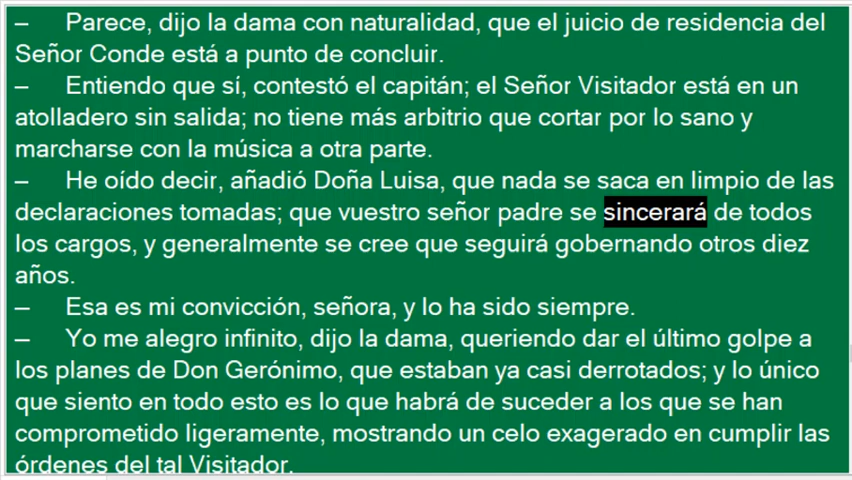 – Parece, dijo la dama con naturalidad, que el juicio de residencia del
Señor Conde está a punto de concluir.
– Entiendo que sí, contestó el capitán; el Señor Visitador está en un
atolladero sin salida; no tiene más arbitrio que cortar por lo sano y
marcharse con la música a otra parte.
– He oído decir, añadió Doña Luisa, que nada se saca en limpio de las
declaraciones tomadas; que vuestro señor padre se sincerará de todos
los cargos, y generalmente se cree que seguirá gobernando otros diez
años.
– Esa es mi convicción, señora, y lo ha sido siempre.
– Yo me alegro infinito, dijo la dama, queriendo dar el último golpe a
los planes de Don Gerónimo, que estaban ya casi derrotados; y lo único
que siento en todo esto es lo que habrá de suceder a los que se han
comprometido ligeramente, mostrando un celo exagerado en cumplir las
órdenes del tal Visitador.